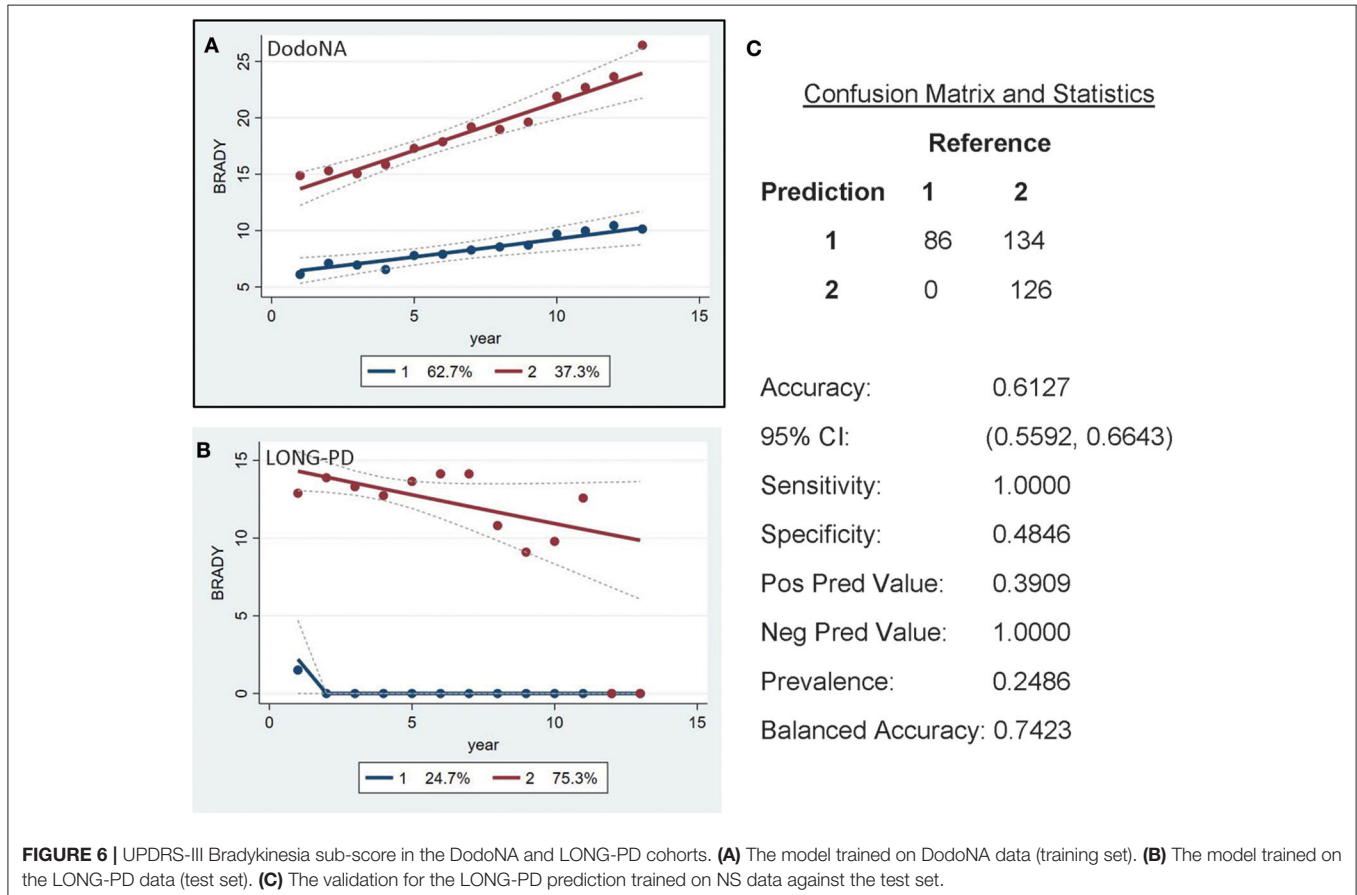 A
DodoNA
25
20
15
10
5
BRADY
0 5 10 15
year
1 62.7% 2 37.3%
B
LONG-PD
15
10
5
0
BRADY
0 5 10 15
year
1 24.7% 2 75.3%
C
Confusion Matrix and Statistics
Reference
Prediction 1 2
1 86 134
2 0 126
Accuracy: 0.6127
95% CI: (0.5592, 0.6643)
Sensitivity: 1.0000
Specificity: 0.4846
Pos Pred Value: 0.3909
Neg Pred Value: 1.0000
Prevalence: 0.2486
Balanced Accuracy: 0.7423
FIGURE 6 | UPDRS-III Bradykinesia sub-score in the DodoNA and LONG-PD cohorts. (A) The model trained on DodoNA data (training set). (B) The model trained on
the LONG-PD data (test set). (C) The validation for the LONG-PD prediction trained on NS data against the test set.